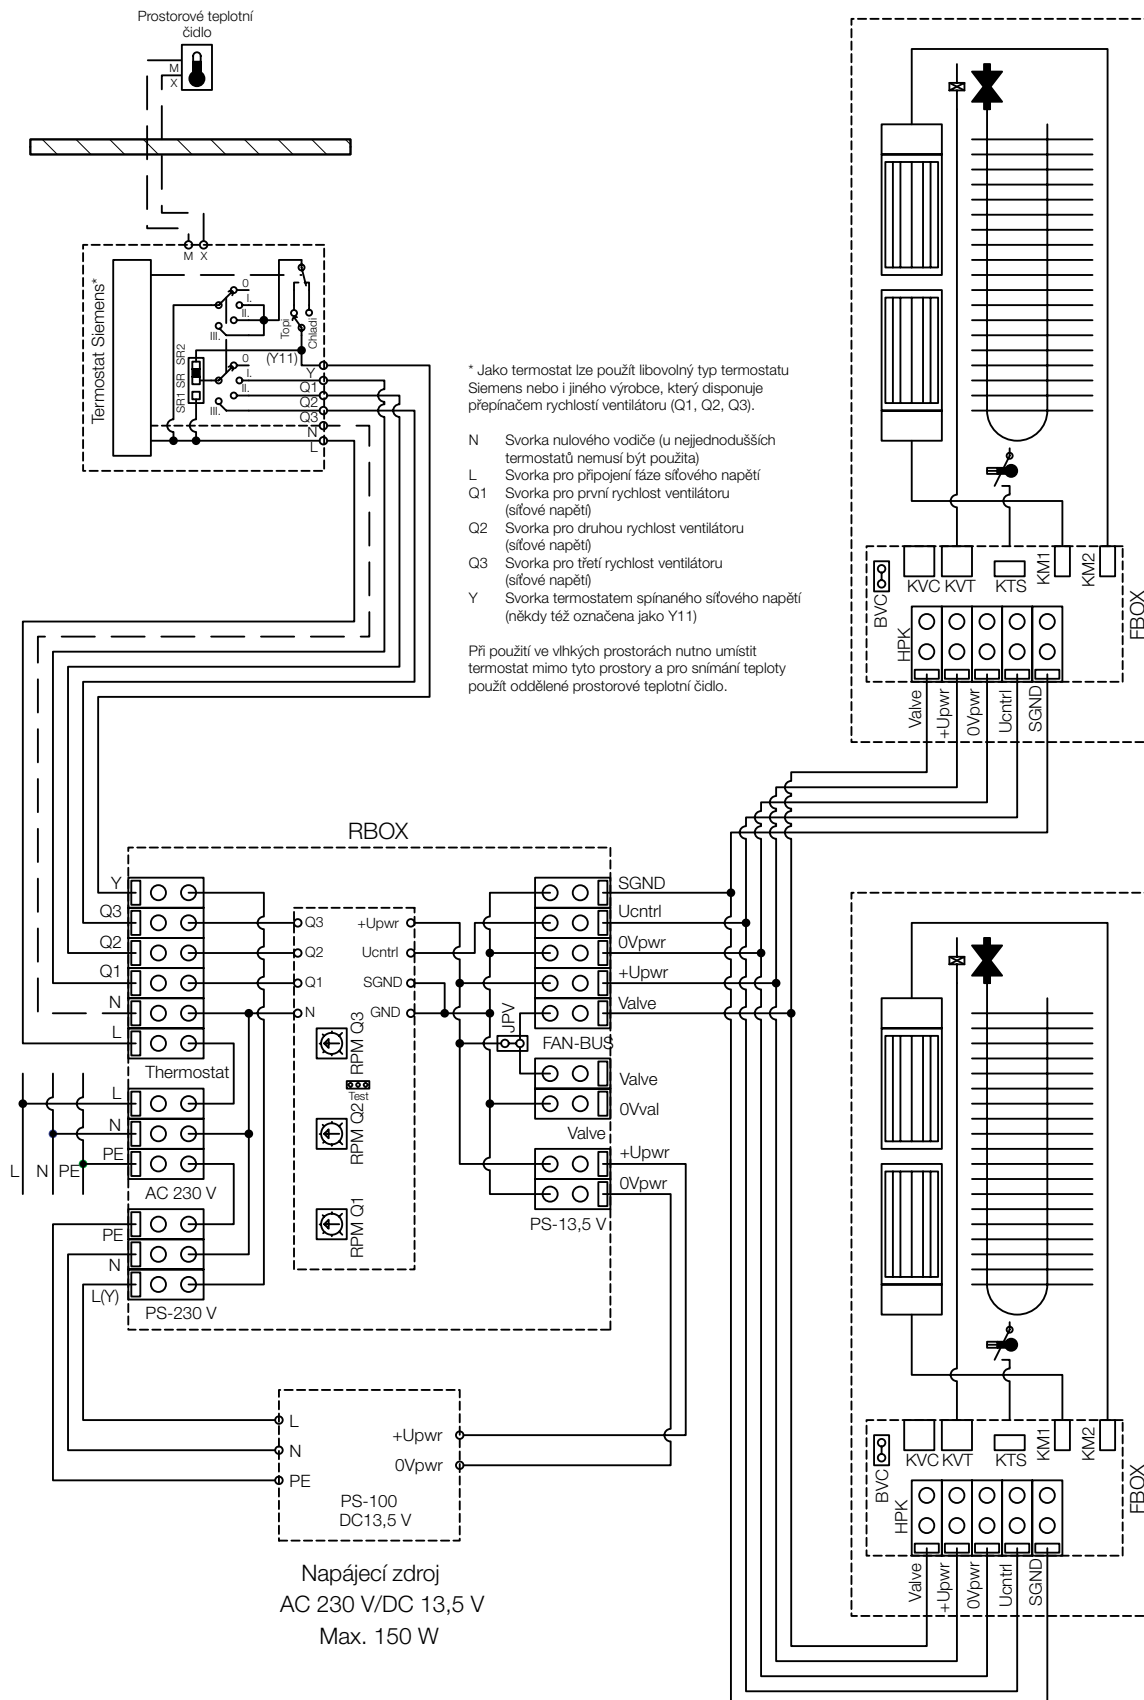 Prostorové teplotní
čidlo
M
X
M X
Termostat Siemens*
0
I.
II.
III.
Topí
Chladí
SR1 SR SR2
0
I.
II.
III.
(Y11)
Y
Q1
Q2
Q3
N
L
* Jako termostat lze použít libovolný typ termostatu
Siemens nebo i jiného výrobce, který disponuje
přepínačem rychlostí ventilátoru (Q1, Q2, Q3).
N Svorka nulového vodiče (u nejjednodušších
termostatů nemusí být použita)
L Svorka pro připojení fáze síťového napětí
Q1 Svorka pro první rychlost ventilátoru
(síťové napětí)
Q2 Svorka pro druhou rychlost ventilátoru
(síťové napětí)
Q3 Svorka pro třetí rychlost ventilátoru
(síťové napětí)
Y Svorka termostatem spínaného síťového napětí
(někdy též označena jako Y11)
Při použití ve vlhkých prostorách nutno umístit
termostat mimo tyto prostory a pro snímání teploty
použít oddělené prostorové teplotní čidlo.
BVC
KVC KVT KTS KM1 KM2
HPK
FBOX
Valve
+Upwr
0Vpwr
Ucntrl
SGND
RBOX
Y
Q3
Q2
Q1
N
L
Thermostat
L
N
PE
AC 230 V
L N PE
PE
N
L(Y)
PS-230 V
Q3
Q2
Q1
N
+Upwr
Ucntrl
SGND
GND
RPM Q3
Test
RPM Q2
RPM Q1
JPV
SGND
Ucntrl
0Vpwr
+Upwr
Valve
FAN-BUS
Valve
0Vval
Valve
+Upwr
0Vpwr
PS-13,5 V
L
N
PE
+Upwr
0Vpwr
PS-100
DC13,5 V
Napájecí zdroj
AC 230 V/DC 13,5 V
Max. 150 W
BVC
KVC KVT KTS KM1 KM2
HPK
FBOX
Valve
+Upwr
0Vpwr
Ucntrl
SGND